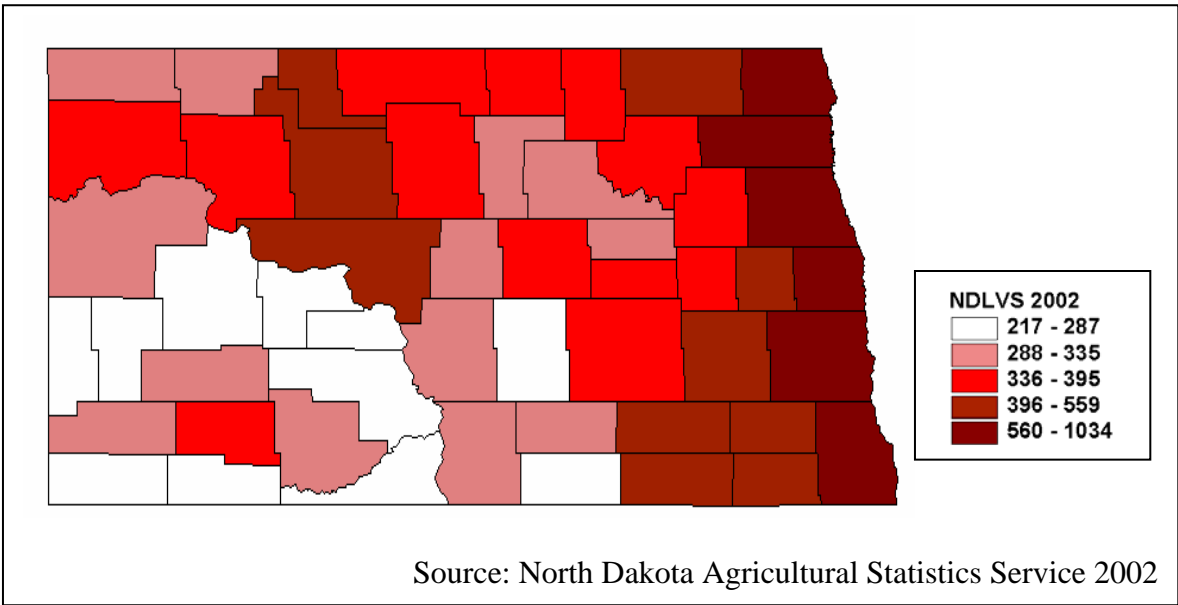 NDLVS 2002
217 - 287
288 - 335
336 - 395
396 - 559
560 - 1034
Source: North Dakota Agricultural Statistics Service 2002